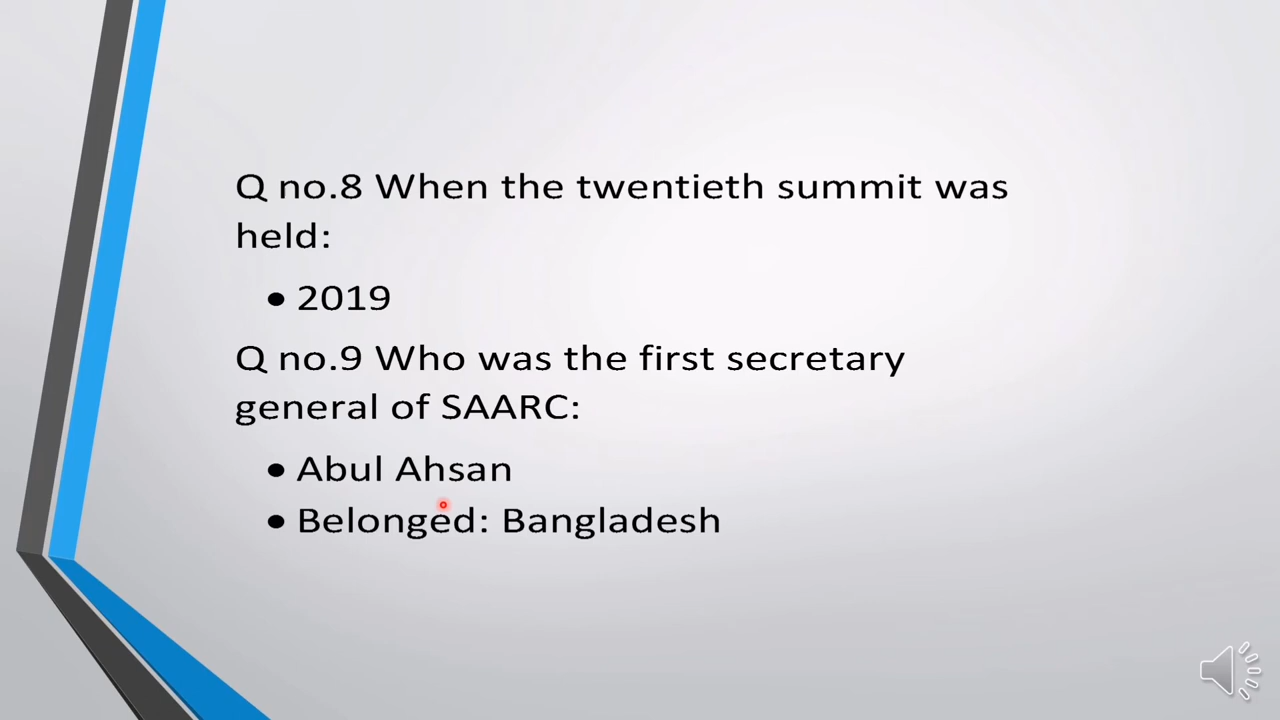 Q no.8 When the twentieth summit was
held:
• 2019
Q no.9 Who was the first secretary
general of SAARC:
• Abul Ahsan
• Belonged: Bangladesh